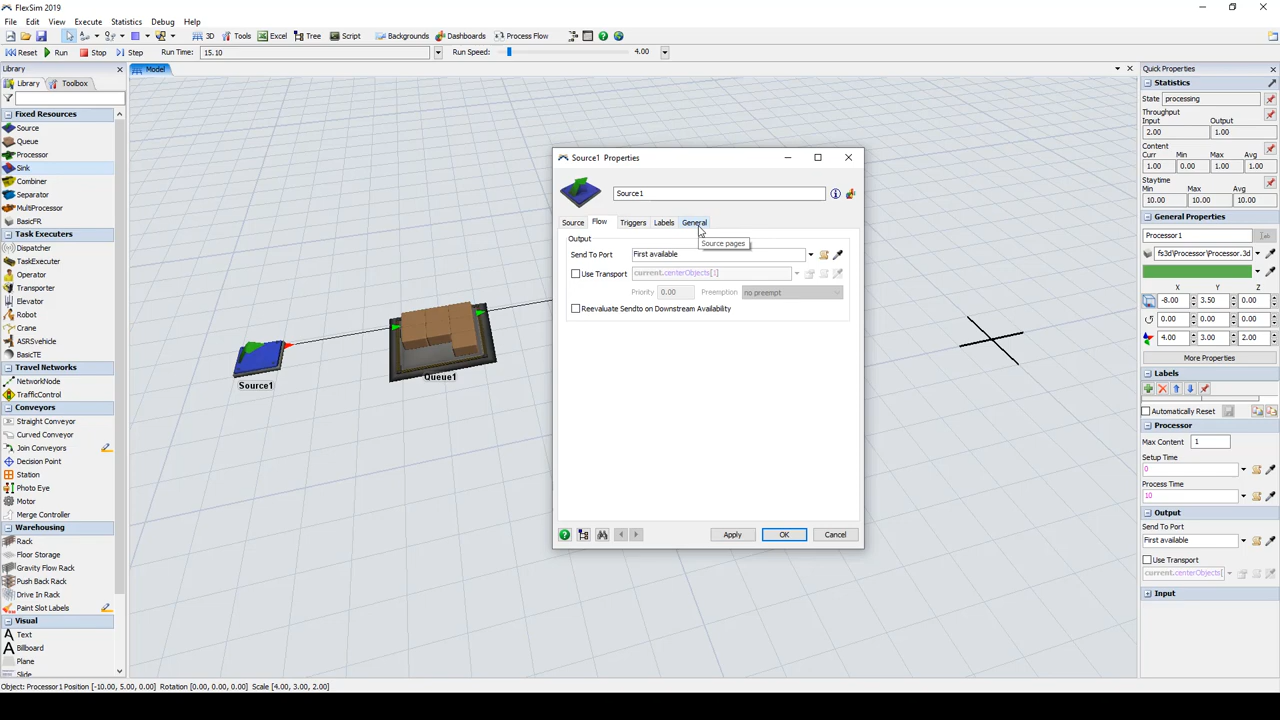 FlexSim 2019
File Edit View Execute Statistics Debug Help
3D Tools Excel Tree Script Backgrounds Dashboards Process Flow
Reset Run Stop Step Run Time: 15.10 Run Speed: 4.00
Library
Library Toolbox
Fixed Resources
Source
Queue
Processor
Sink
Combiner
Separator
MultiProcessor
BasicFR
Task Executers
Dispatcher
TaskExecuter
Operator
Transporter
Elevator
Robot
Crane
ASRSvehicle
BasicTE
Travel Networks
NetworkNode
TrafficControl
Conveyors
Straight Conveyor
Curved Conveyor
Join Conveyors
Decision Point
Station
Photo Eye
Motor
Merge Controller
Warehousing
Rack
Floor Storage
Gravity Flow Rack
Push Back Rack
Drive In Rack
Paint Slot Labels
Visual
Text
Billboard
Plane
Slide
Model
Source1
Queue1
Source1 Properties
Source1
Source Flow Triggers Labels General
Source pages
Output
Send To Port First available
Use Transport current.centerObjects[1]
Priority 0.00 Preemption no preempt
Reevaluate Sendto on Downstream Availability
Apply OK Cancel
Quick Properties
Statistics
State processing
Throughput
Input Output
2.00 1.00
Content
Curr Min Max Avg
1.00 0.00 1.00 1.00
Staytime
Min Max Avg
10.00 10.00 10.00
General Properties
Processor1
fs3d\Processor\Processor.3d
X Y Z
-8.00 3.50 0.00
0.00 0.00 0.00
4.00 3.00 2.00
More Properties
Labels
Automatically Reset
Processor
Max Content 1
Setup Time
0
Process Time
10
Output
Send To Port
First available
Use Transport
current.centerObjects[
Input
Object: Processor1 Position [-10.00, 5.00, 0.00] Rotation [0.00, 0.00, 0.00] Scale [4.00, 3.00, 2.00]